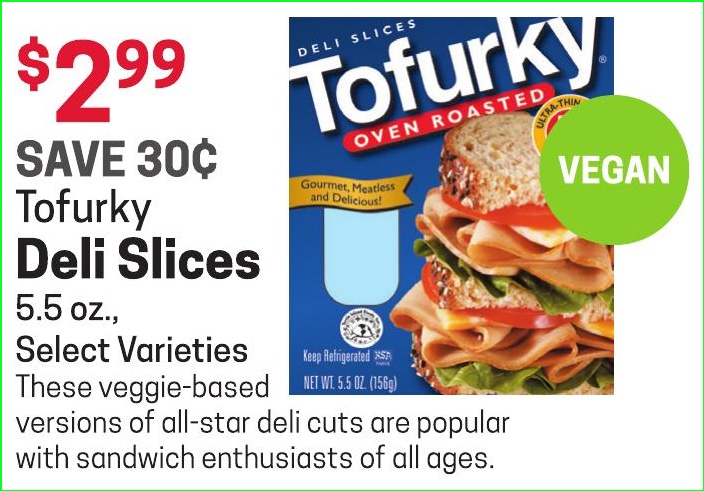 $2.99
SAVE 30¢
Tofurky
Deli Slices
5.5 oz.,
Select Varieties
These veggie-based
versions of all-star deli cuts are popular
with sandwich enthusiasts of all ages.
DELI SLICES
Tofurky®
OVEN ROASTED
ULTRA-THIN
VEGAN
Gourmet, Meatless
and Delicious!
Keep Refrigerated
NET WT. 5.5 OZ. (156g)